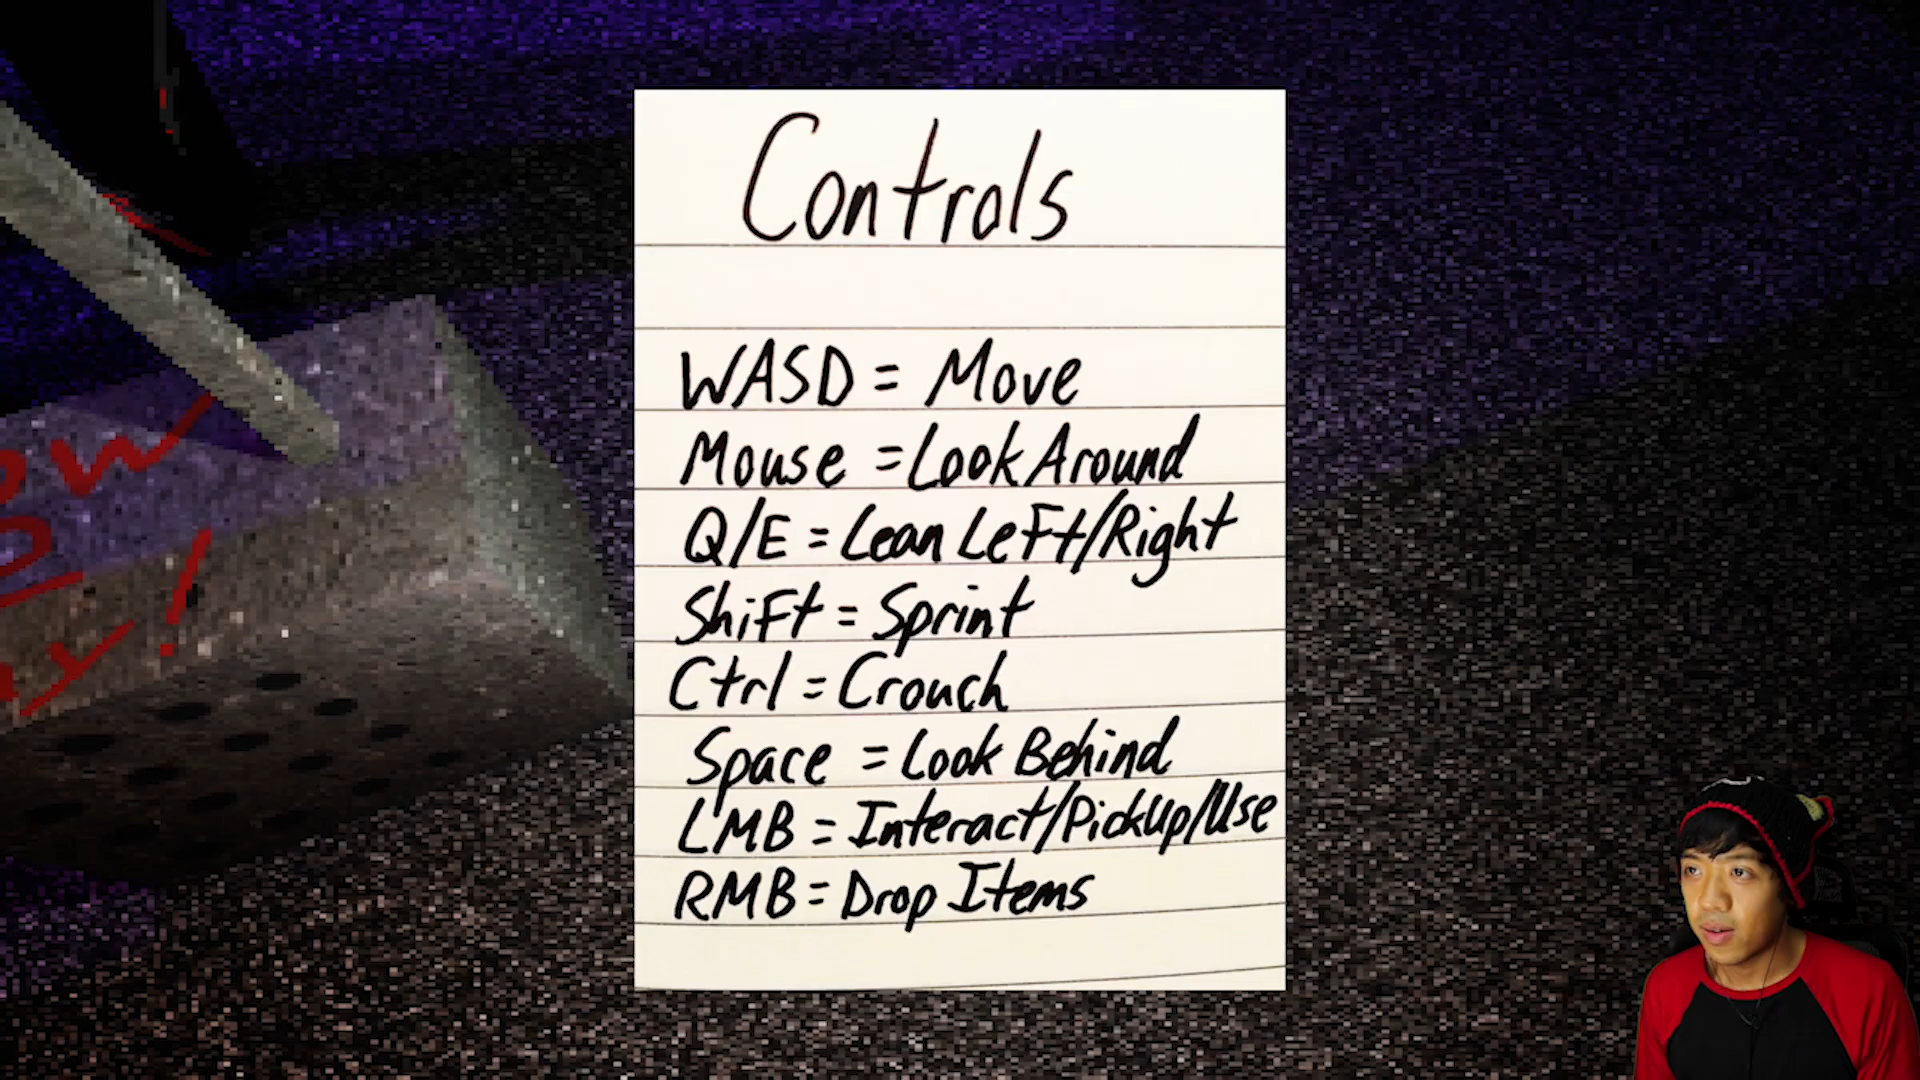 Controls
WASD = Move
Mouse = Look Around
Q/E = Lean Left/Right
Shift = Sprint
Ctrl = Crouch
Space = Look Behind
LMB = Interact/Pickup/Use
RMB = Drop Items